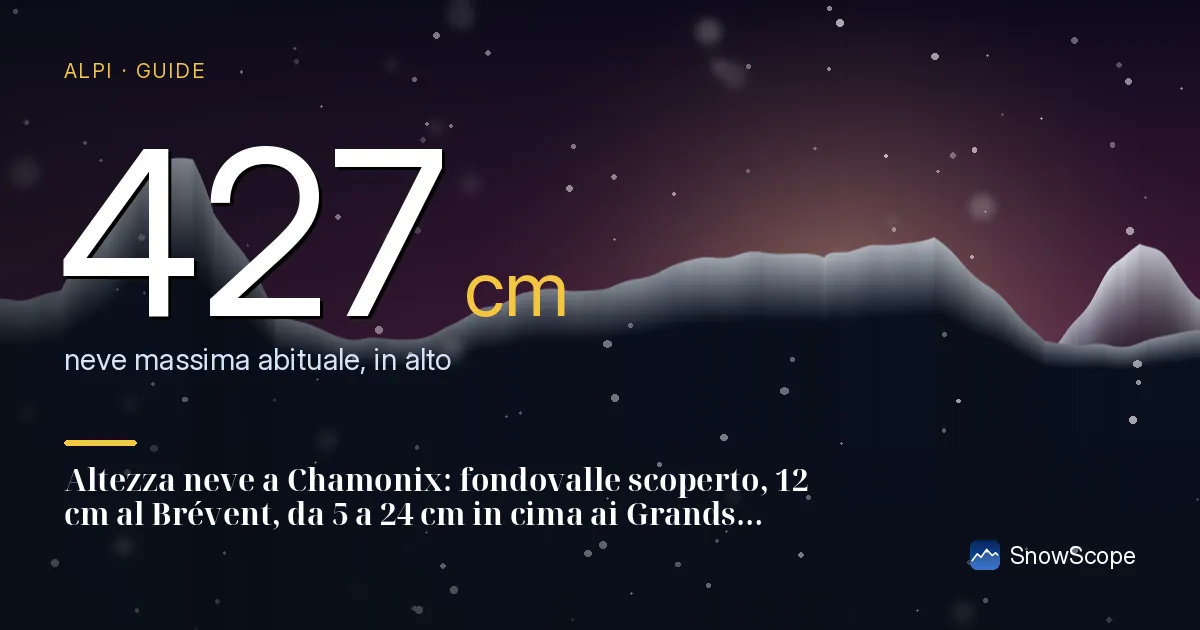 ALPI · GUIDE
427 cm
neve massima abituale, in alto
Altezza neve a Chamonix: fondovalle scoperto, 12
cm al Brévent, da 5 a 24 cm in cima ai Grands…
SnowScope